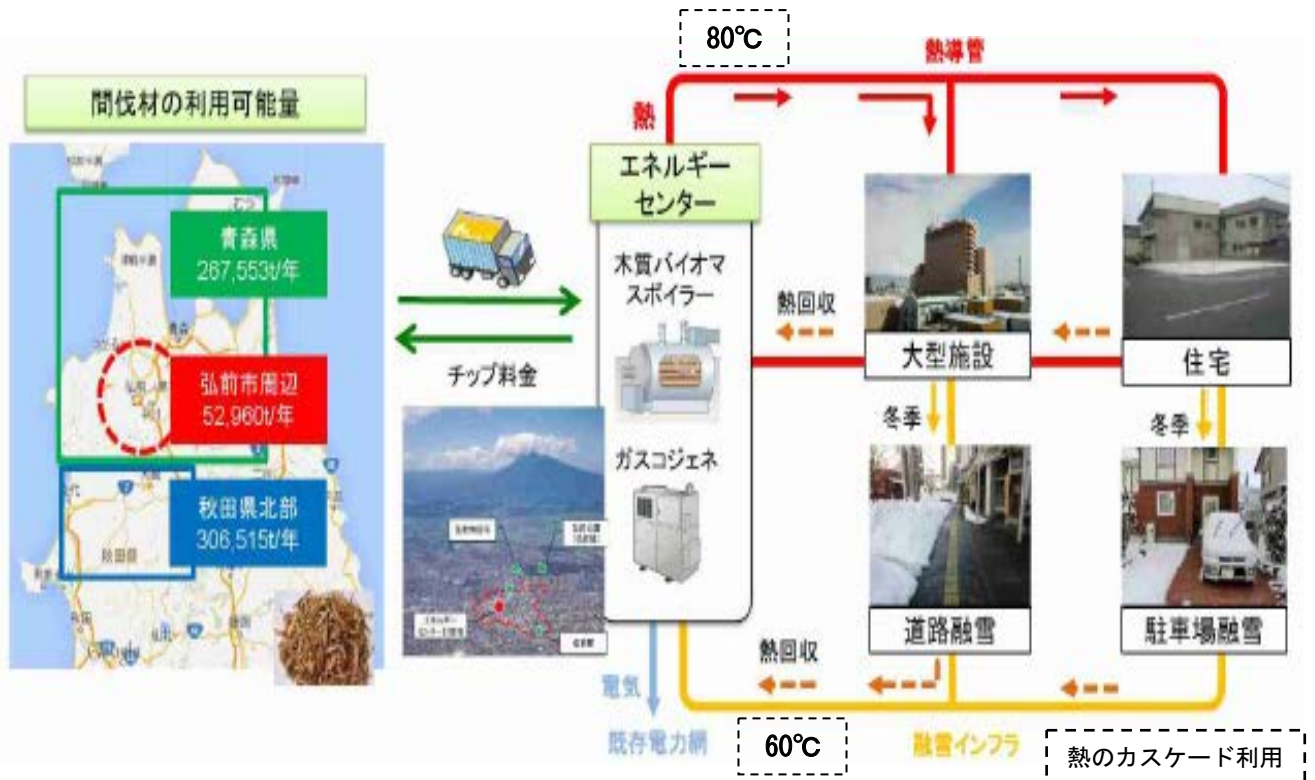 80℃
熱導管
間伐材の利用可能量
熱
エネルギー
センター
青森県
267,553t/年
木質バイオマ
スボイラー
熱回収
大型施設
住宅
弘前市周辺
52,960t/年
チップ料金
冬季
冬季
ガスコジェネ
秋田県北部
306,515t/年
秋田県
道路融雪
駐車場融雪
熱回収
電気
既存電力網
60℃
融雪インフラ
熱のカスケード利用